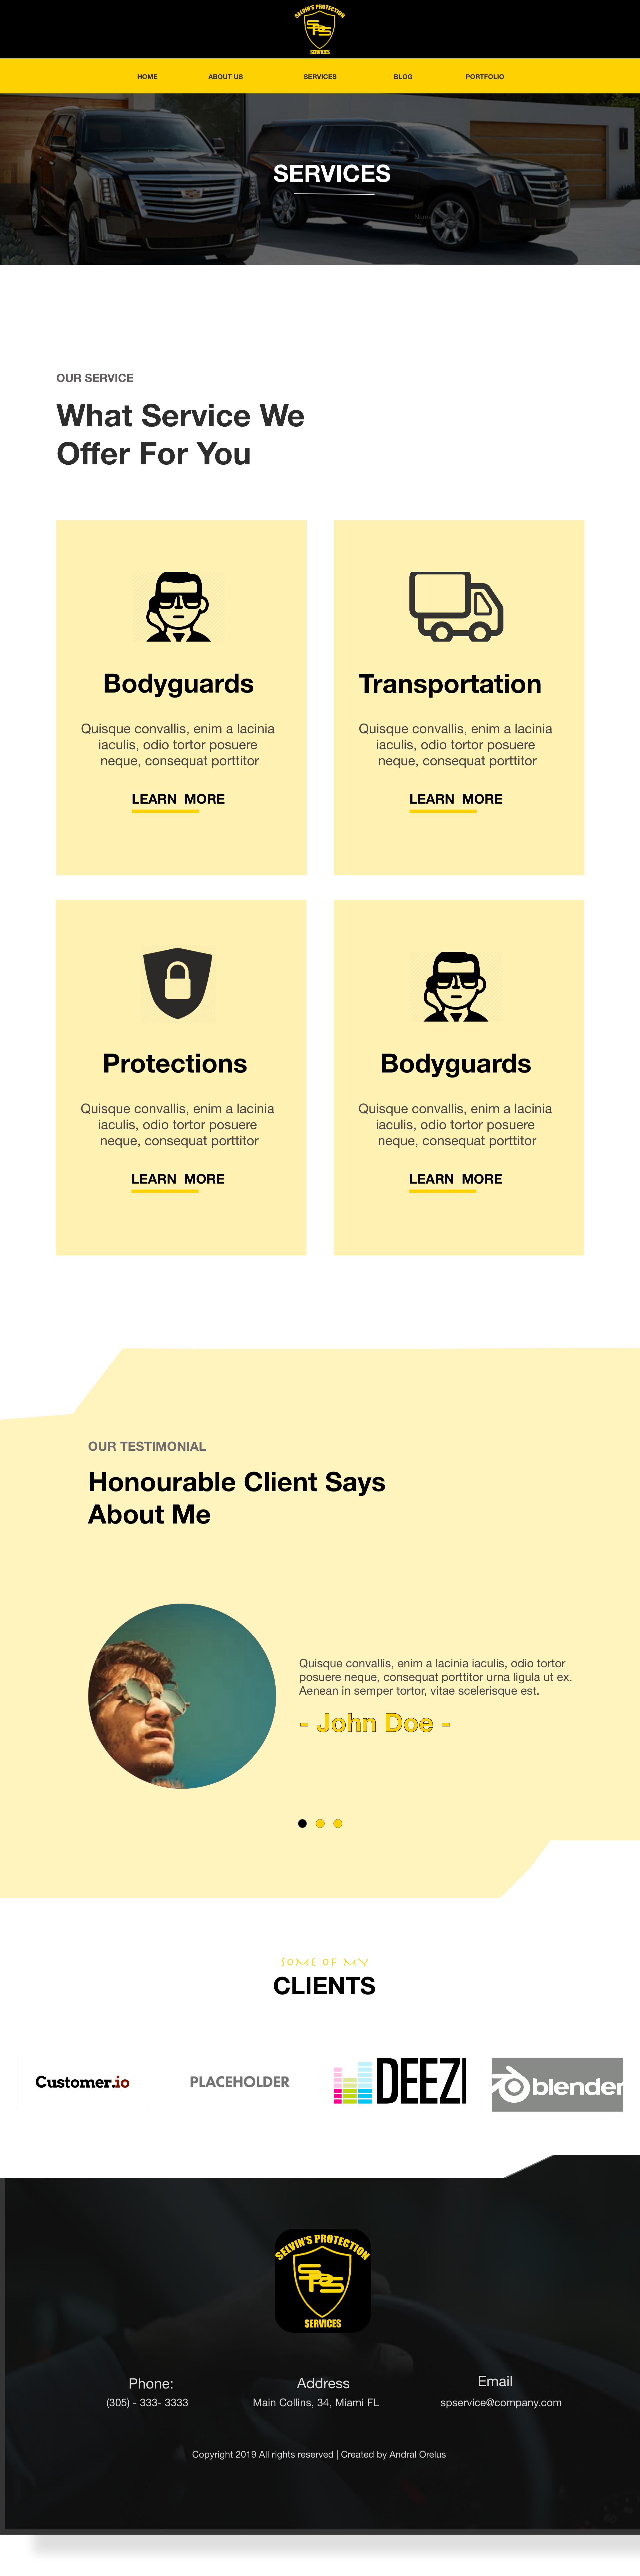 SELVIN'S PROTECTION
SPS
SERVICES
HOME ABOUT US SERVICES BLOG PORTFOLIO
SERVICES
OUR SERVICE
What Service We
Offer For You
Bodyguards
Quisque convallis, enim a lacinia
iaculis, odio tortor posuere
neque, consequat porttitor
LEARN MORE
Transportation
Quisque convallis, enim a lacinia
iaculis, odio tortor posuere
neque, consequat porttitor
LEARN MORE
Protections
Quisque convallis, enim a lacinia
iaculis, odio tortor posuere
neque, consequat porttitor
LEARN MORE
Bodyguards
Quisque convallis, enim a lacinia
iaculis, odio tortor posuere
neque, consequat porttitor
LEARN MORE
OUR TESTIMONIAL
Honourable Client Says
About Me
Quisque convallis, enim a lacinia iaculis, odio tortor
posuere neque, consequat porttitor urna ligula ut ex.
Aenean in semper tortor, vitae scelerisque est.
- John Doe -
SOME OF MY
CLIENTS
Customer.io
PLACEHOLDER
DEEZ
blender
SELVIN'S PROTECTION
SPS
SERVICES
Phone:
(305) - 333- 3333
Address
Main Collins, 34, Miami FL
Email
spservice@company.com
Copyright 2019 All rights reserved | Created by Andral Orelus